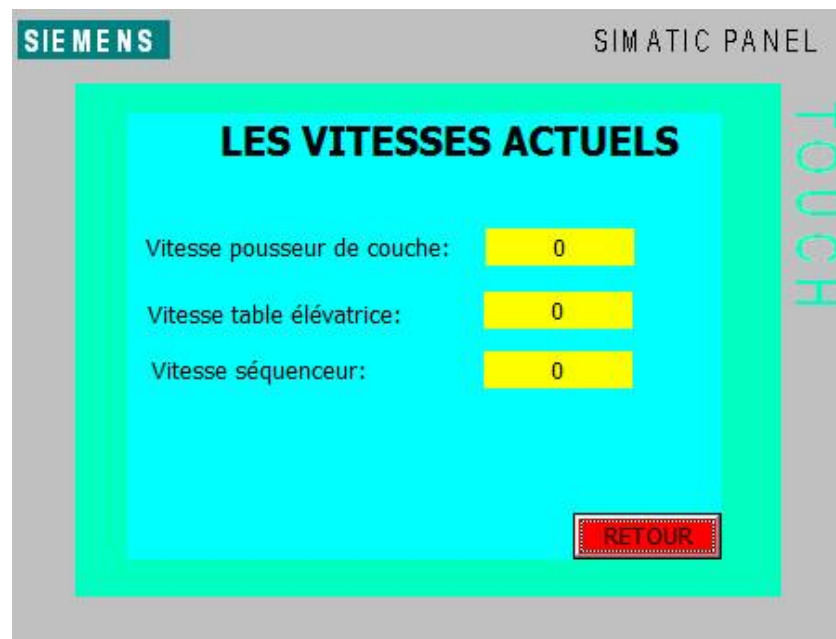 SIEMENS
SIMATIC PANEL
TOUCH
LES VITESSES ACTUELS
Vitesse pousseur de couche: 0
Vitesse table élévatrice: 0
Vitesse séquenceur: 0
RETOUR